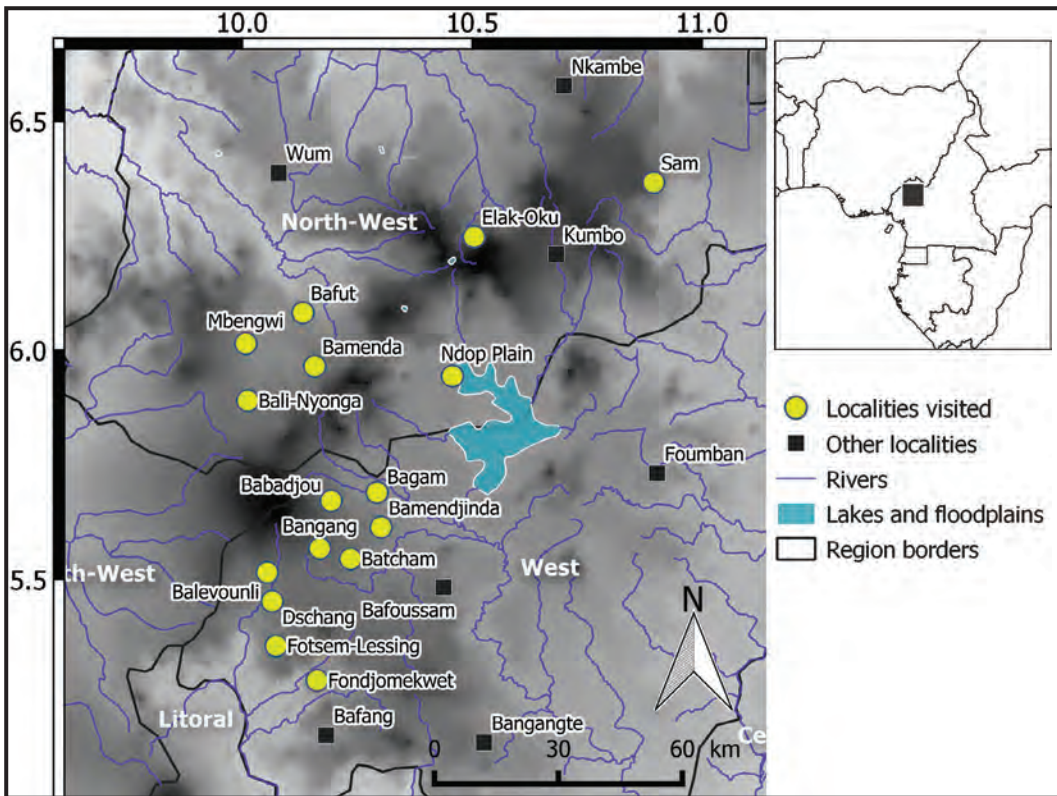 10.0 10.5 11.0
Nkambe
6.5
Wum
Sam
North-West
Elak-Oku
Kumbo
Bafut
Mbengwi
6.0
Bamenda
Ndop Plain
Bali-Nyonga
Localities visited
Other localities
Foumban
Rivers
Babadjou
Bagam
Bamendjinda
Lakes and floodplains
Bangang
Region borders
Batcham
5.5
th-West
West
Balevounli
Bafoussam
Dschang
N
Fotsem-Lessing
Fondjomekwet
Litoral
Bafang
Bangangte
Ce
0 30 60 km